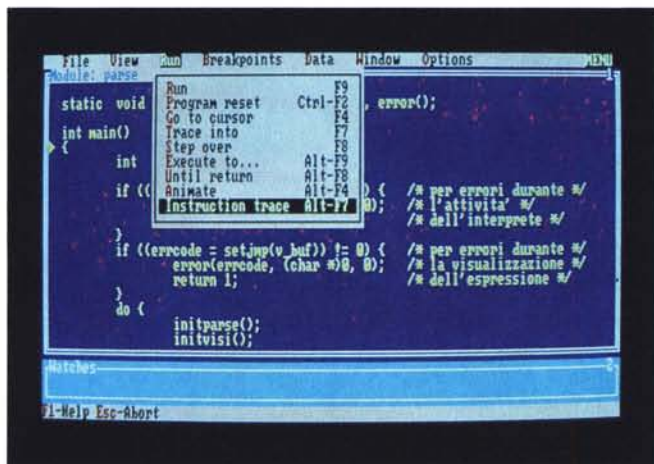 File View Run Breakpoints Data Window Options MENU
Module: parse 1
Run F9
Program reset Ctrl-F2
Go to cursor F4
Trace into F7
Step over F8
Execute to... Alt-F9
Until return Alt-F8
Animate Alt-F4
Instruction trace Alt-F7
static void , error();
int main()
{
int
if (( ) { /* per errori durante */
0); /* l'attivita' */
/* dell'interprete */
}
if ((errcode = setjmp(v_buf)) != 0) { /* per errori durante */
error(errcode, (char *)0, 0); /* la visualizzazione */
return 1; /* dell'espressione */
}
do {
initparse();
initvisi();
Watches 2
F1-Help Esc-Abort